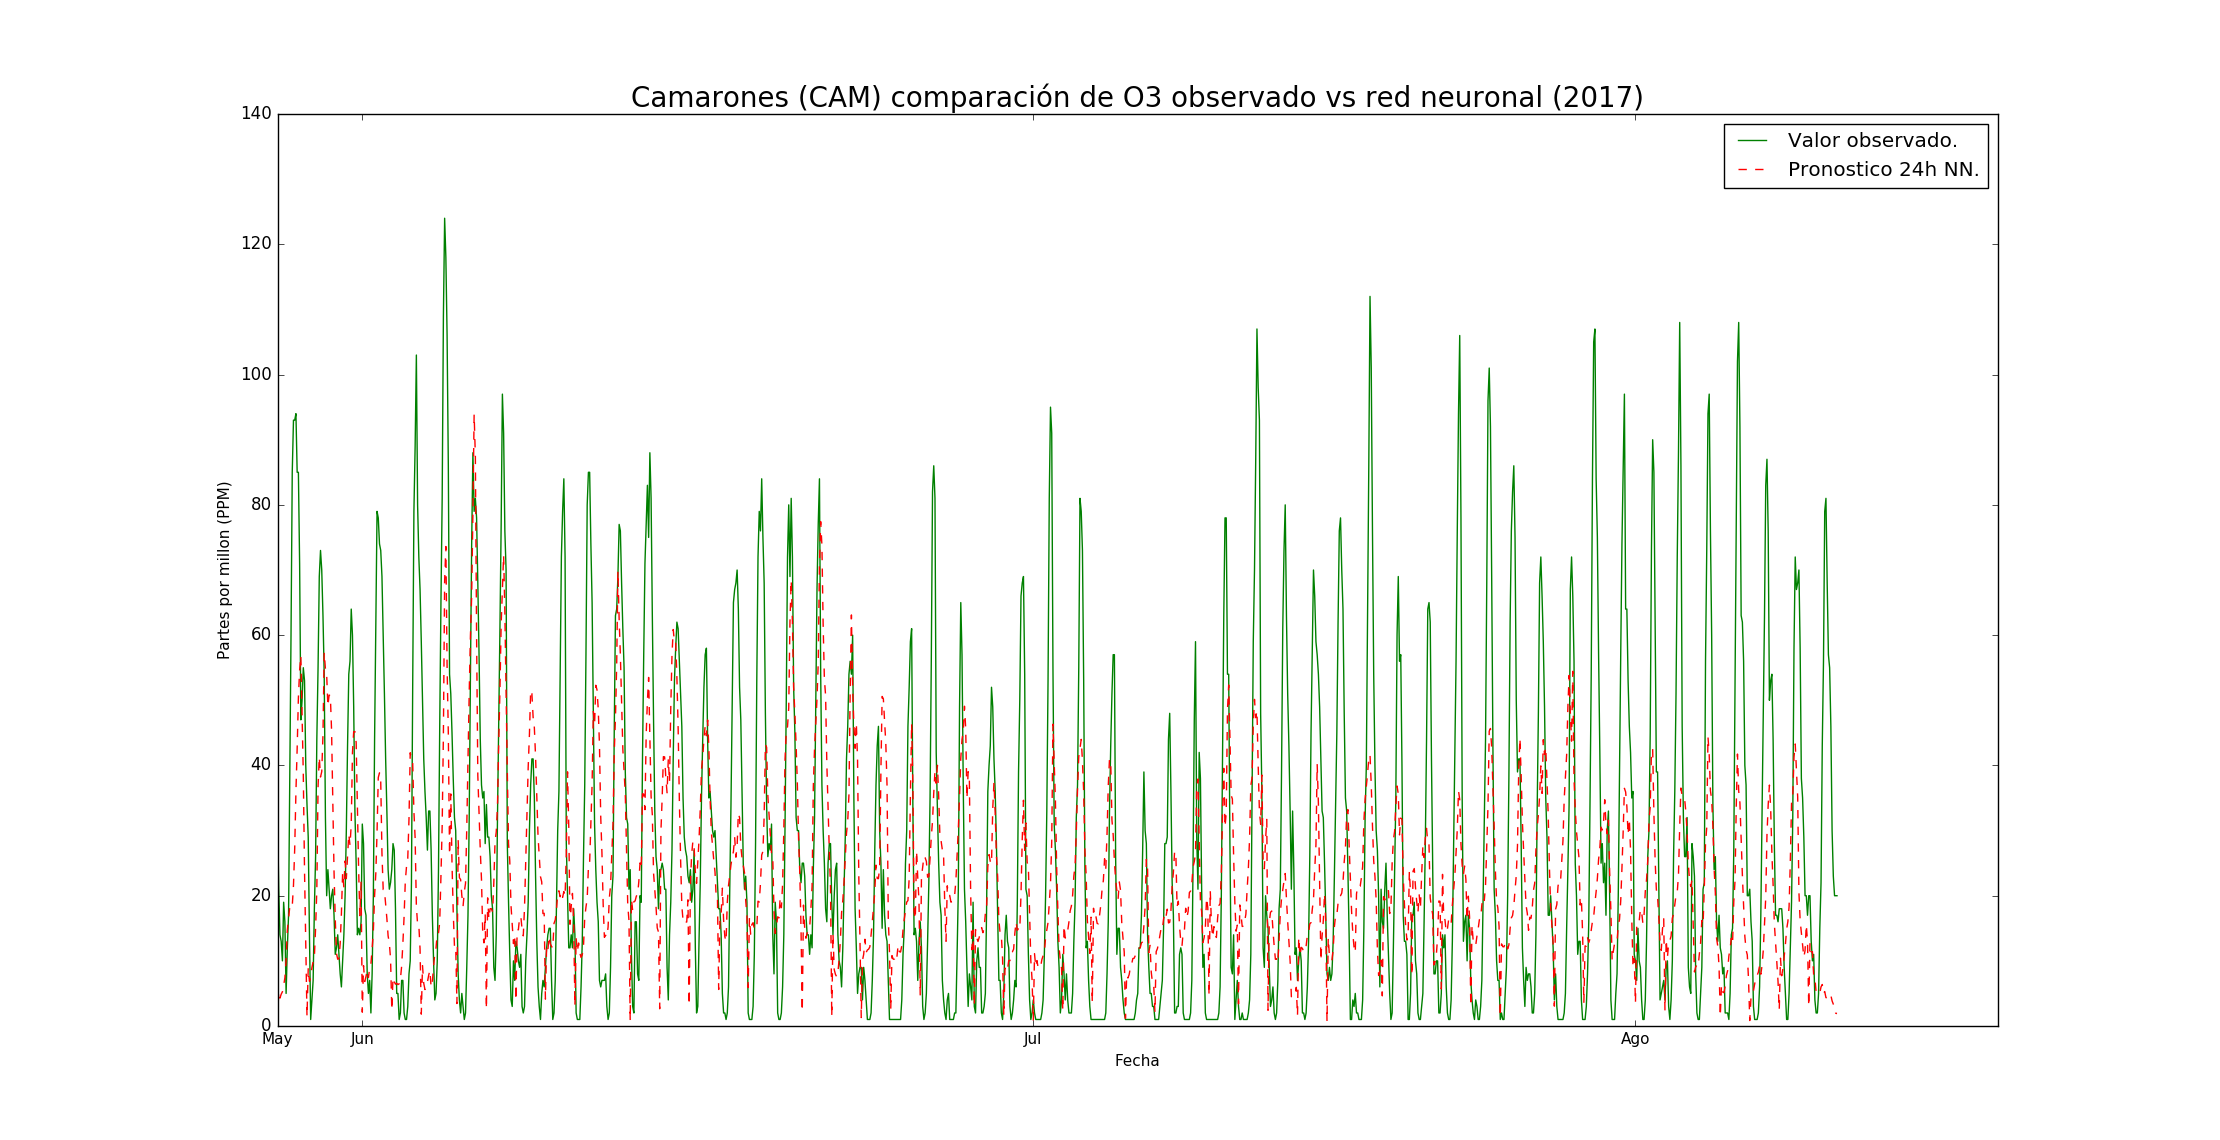 Camarones (CAM) comparación de O3 observado vs red neuronal (2017)
140
120
100
80
60
40
20
0
Partes por millon (PPM)
Valor observado.
Pronostico 24h NN.
May
Jun
Jul
Ago
Fecha